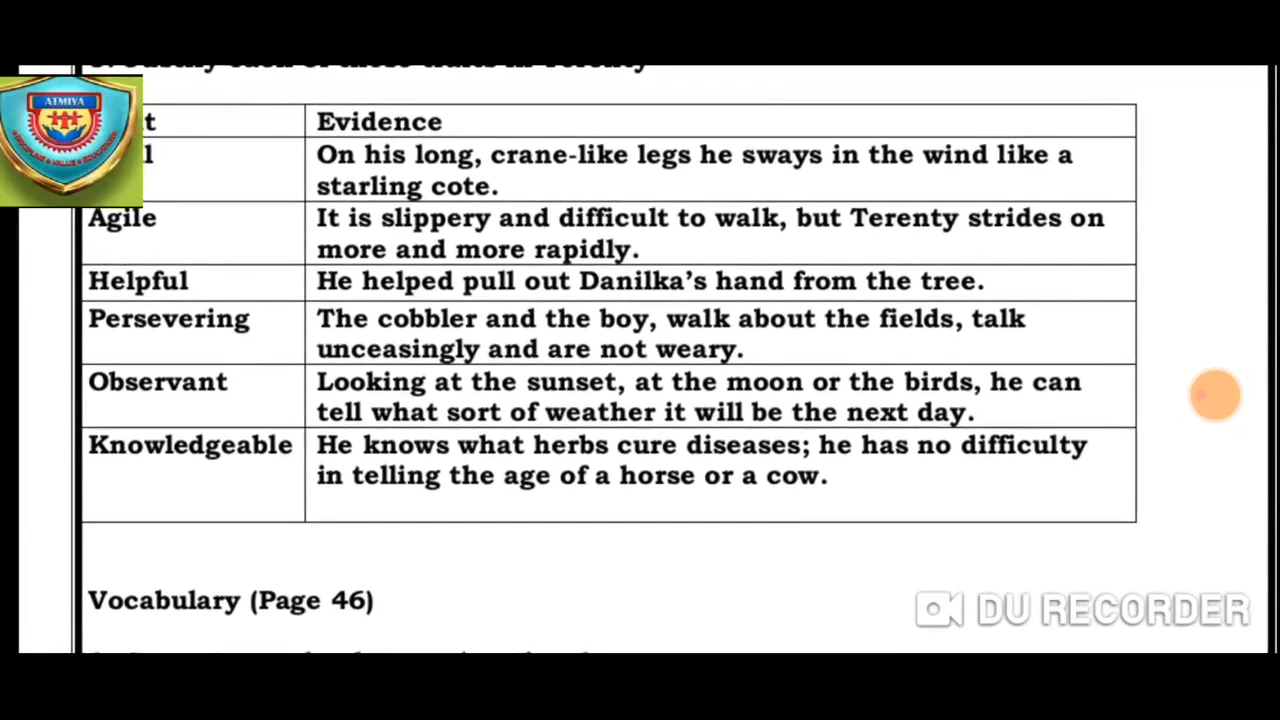 ATMIYA
Evidence
On his long, crane-like legs he sways in the wind like a
starling cote.
Agile
It is slippery and difficult to walk, but Terenty strides on
more and more rapidly.
Helpful
He helped pull out Danilka's hand from the tree.
Persevering
The cobbler and the boy, walk about the fields, talk
unceasingly and are not weary.
Observant
Looking at the sunset, at the moon or the birds, he can
tell what sort of weather it will be the next day.
Knowledgeable
He knows what herbs cure diseases; he has no difficulty
in telling the age of a horse or a cow.
Vocabulary (Page 46)
DU RECORDER